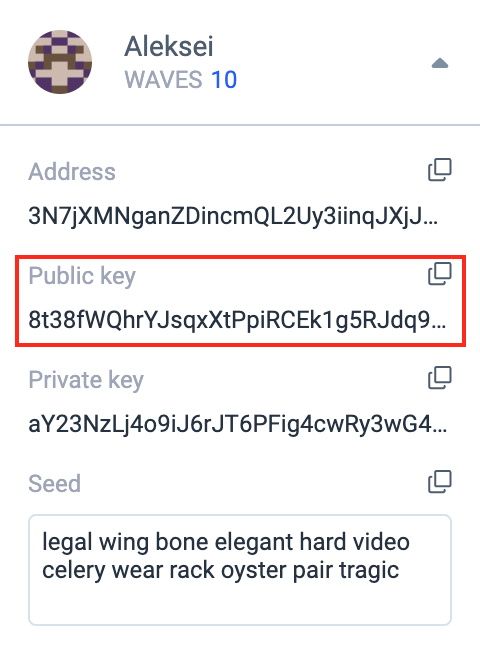 Aleksei
WAVES 10
Address
3N7jXMNganZDincmQL2Uy3iinqJXjJ...
Public key
8t38fWQhrYJsqxXtPpiRCEk1g5RJdq9...
Private key
aY23NzLj4o9iJ6rJT6PFig4cwRy3wG4...
Seed
legal wing bone elegant hard video
celery wear rack oyster pair tragic